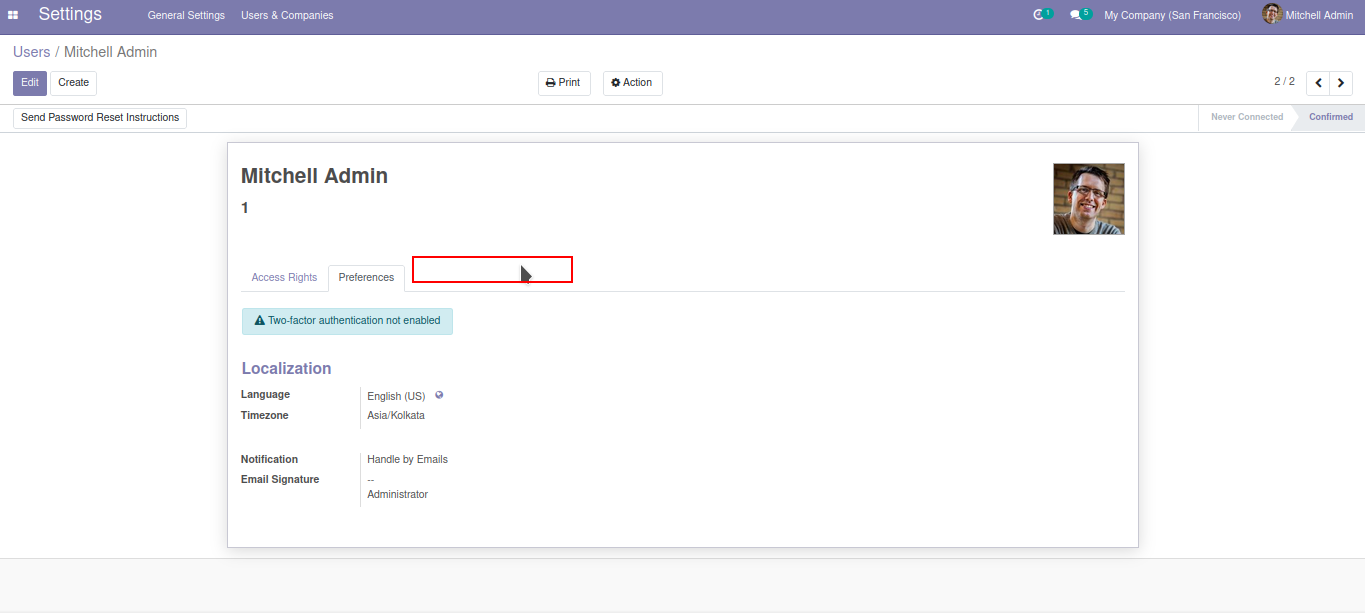 Settings General Settings Users & Companies 1 5 My Company (San Francisco) Mitchell Admin
Users / Mitchell Admin
Edit Create Print Action 2 / 2
Send Password Reset Instructions Never Connected Confirmed
Mitchell Admin
1
Access Rights Preferences
Two-factor authentication not enabled
Localization
Language English (US)
Timezone Asia/Kolkata
Notification Handle by Emails
Email Signature --
Administrator